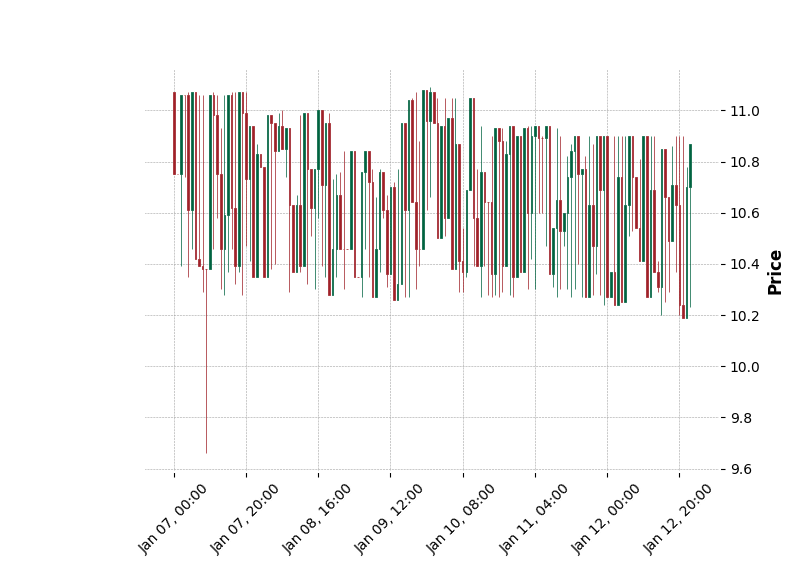 11.0
10.8
10.6
10.4
10.2
10.0
9.8
9.6
Price
Jan 07, 00:00
Jan 07, 20:00
Jan 08, 16:00
Jan 09, 12:00
Jan 10, 08:00
Jan 11, 04:00
Jan 12, 00:00
Jan 12, 20:00